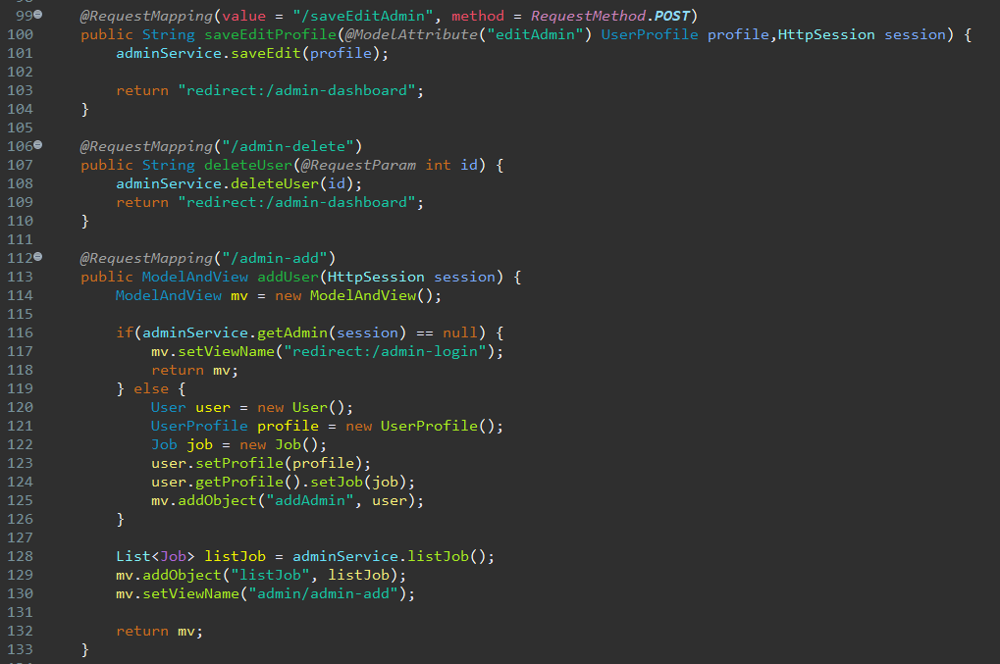 99 @RequestMapping(value = "/saveEditAdmin", method = RequestMethod.POST)
100 public String saveEditProfile(@ModelAttribute("editAdmin") UserProfile profile,HttpSession session) {
101 adminService.saveEdit(profile);
102
103 return "redirect:/admin-dashboard";
104 }
105
106 @RequestMapping("/admin-delete")
107 public String deleteUser(@RequestParam int id) {
108 adminService.deleteUser(id);
109 return "redirect:/admin-dashboard";
110 }
111
112 @RequestMapping("/admin-add")
113 public ModelAndView addUser(HttpSession session) {
114 ModelAndView mv = new ModelAndView();
115
116 if(adminService.getAdmin(session) == null) {
117 mv.setViewName("redirect:/admin-login");
118 return mv;
119 } else {
120 User user = new User();
121 UserProfile profile = new UserProfile();
122 Job job = new Job();
123 user.setProfile(profile);
124 user.getProfile().setJob(job);
125 mv.addObject("addAdmin", user);
126 }
127
128 List<Job> listJob = adminService.listJob();
129 mv.addObject("listJob", listJob);
130 mv.setViewName("admin/admin-add");
131
132 return mv;
133 }